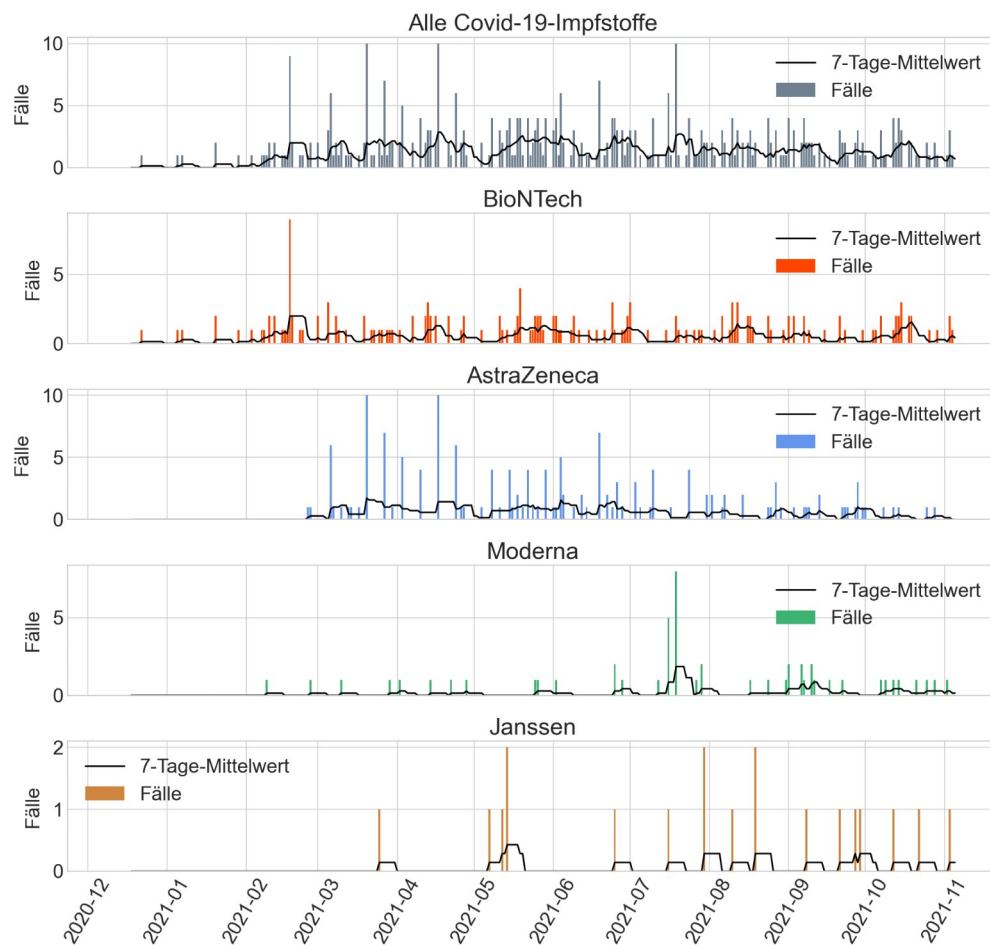 Alle Covid-19-Impfstoffe
10
5
0
Fälle
7-Tage-Mittelwert
Fälle
BioNTech
5
0
Fälle
7-Tage-Mittelwert
Fälle
AstraZeneca
10
5
0
Fälle
7-Tage-Mittelwert
Fälle
Moderna
5
0
Fälle
7-Tage-Mittelwert
Fälle
Janssen
2
1
0
Fälle
7-Tage-Mittelwert
Fälle
2020-12
2021-01
2021-02
2021-03
2021-04
2021-05
2021-06
2021-07
2021-08
2021-09
2021-10
2021-11